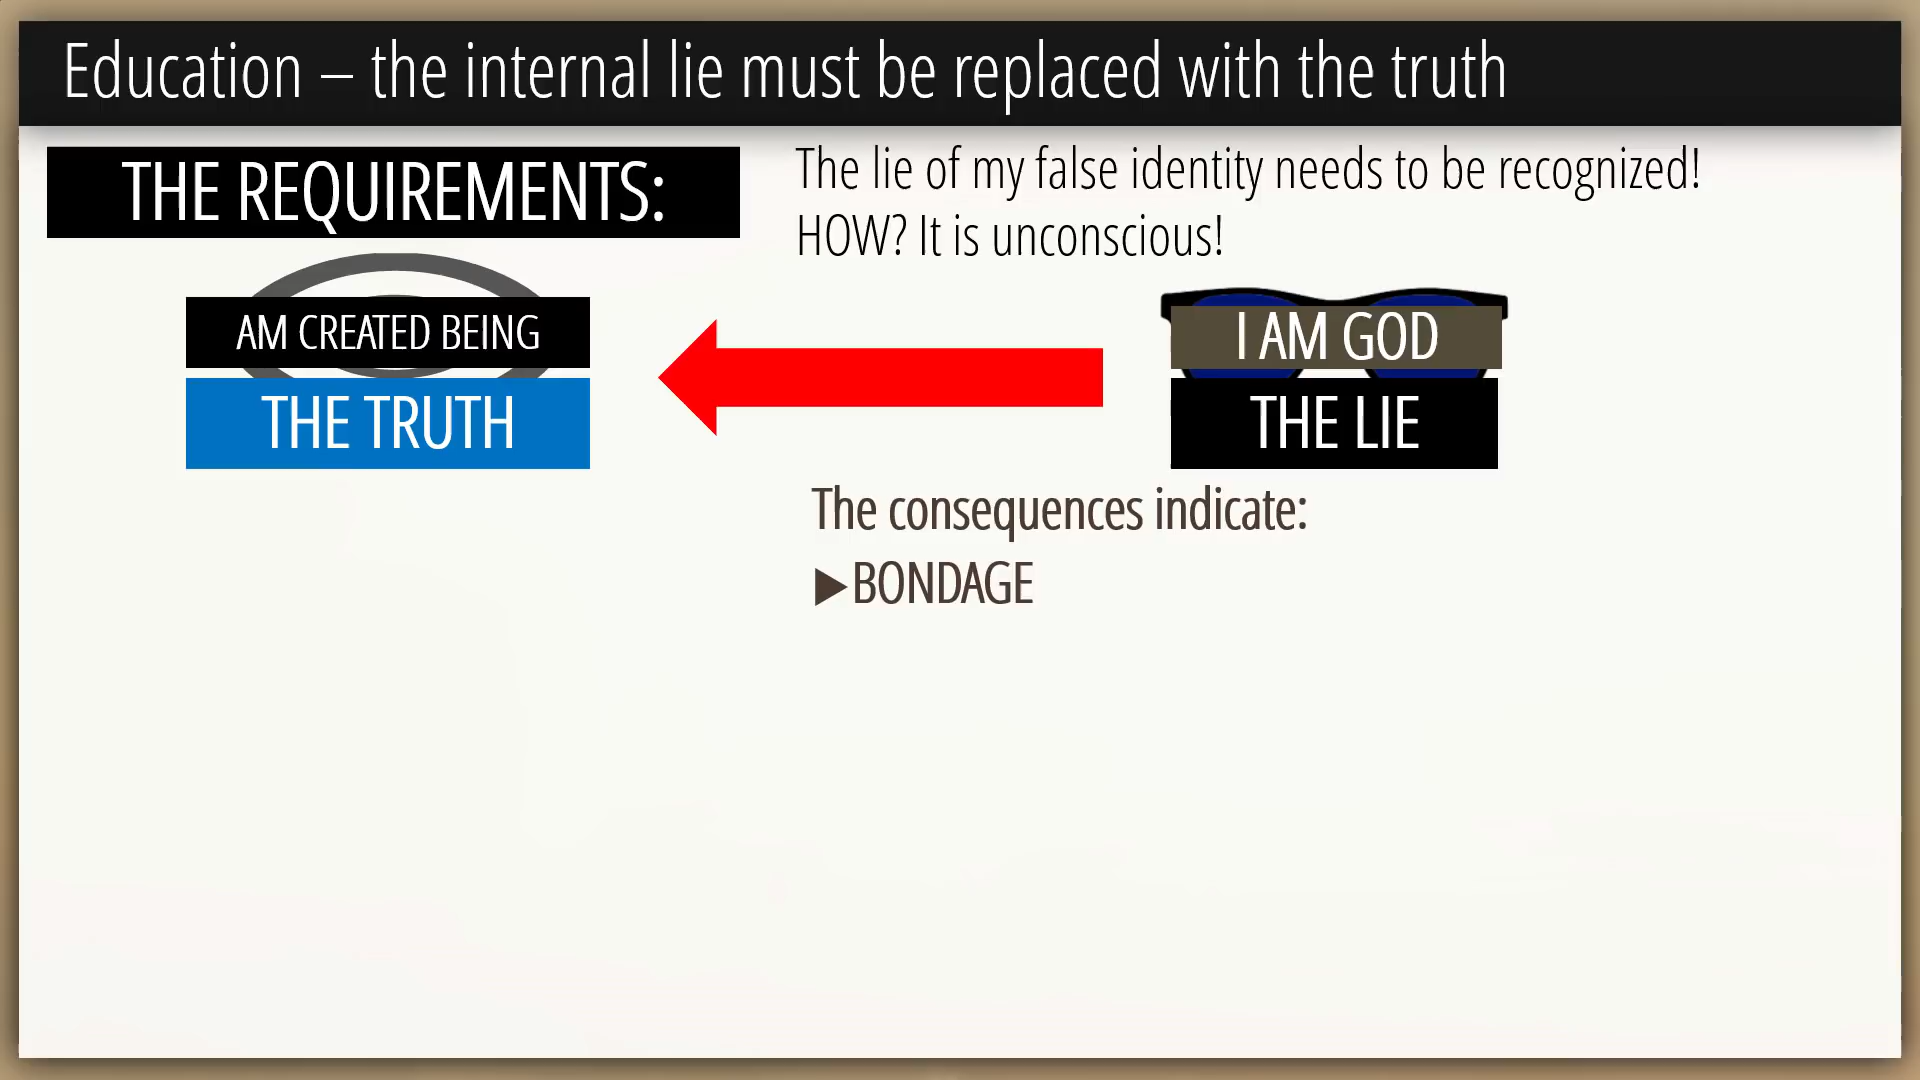 Education – the internal lie must be replaced with the truth
THE REQUIREMENTS:
The lie of my false identity needs to be recognized!
HOW? It is unconscious!
AM CREATED BEING
THE TRUTH
I AM GOD
THE LIE
The consequences indicate:
▶BONDAGE